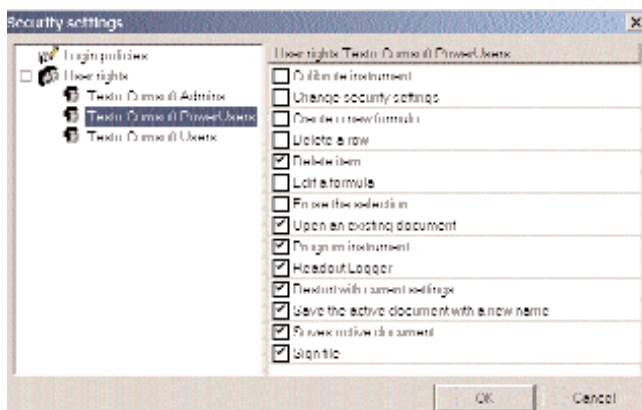 Security settings
Login policies
User rights
Testo Comsoft Admins
Testo Comsoft PowerUsers
Testo Comsoft Users
User rights Testo Comsoft PowerUsers
Calibrate instrument
Change security settings
Create a new formula
Delete a row
Delete item
Edit a formula
Erase the selection
Open an existing document
Program instrument
Readout Logger
Restart with current settings
Save the active document with a new name
Saves active document
Sign file
OK
Cancel